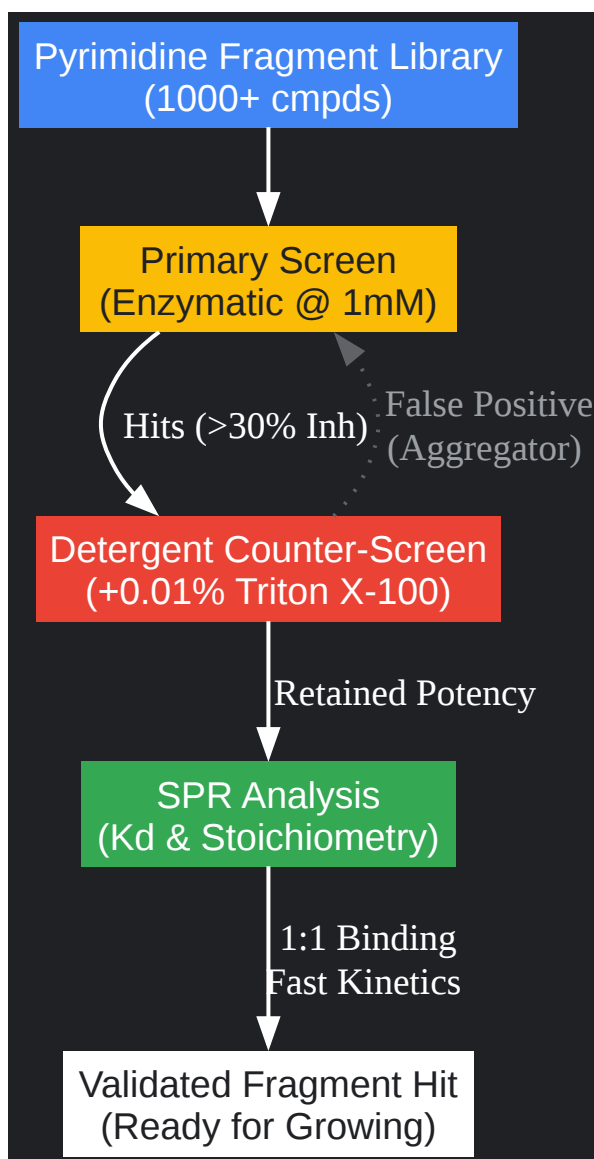 Pyrimidine Fragment Library
(1000+ cmpds)
Primary Screen
(Enzymatic @ 1mM)
Hits (>30% Inh)
False Positive
(Aggregator)
Detergent Counter-Screen
(+0.01% Triton X-100)
Retained Potency
SPR Analysis
(Kd & Stoichiometry)
1:1 Binding
Fast Kinetics
Validated Fragment Hit
(Ready for Growing)